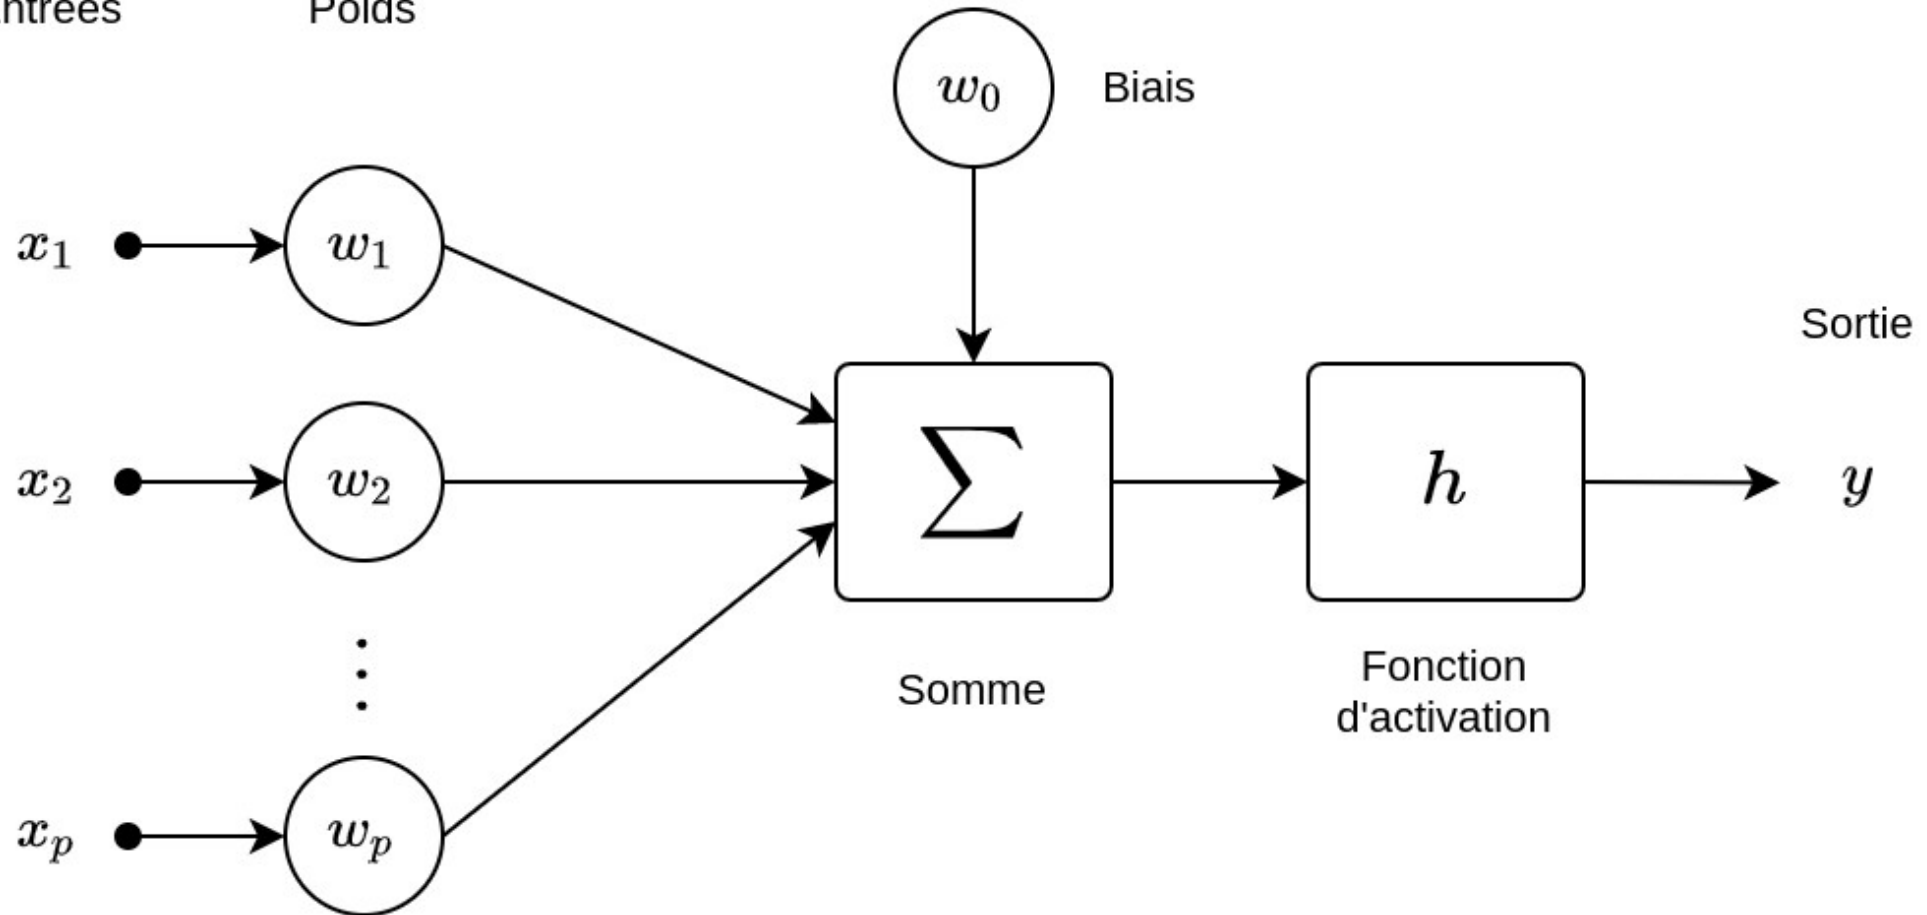 ntrées
Poids
w₀
Biais
x₁
w₁
Sortie
x₂
w₂
∑
h
y
⋮
Somme
Fonction
d'activation
xₚ
wₚ